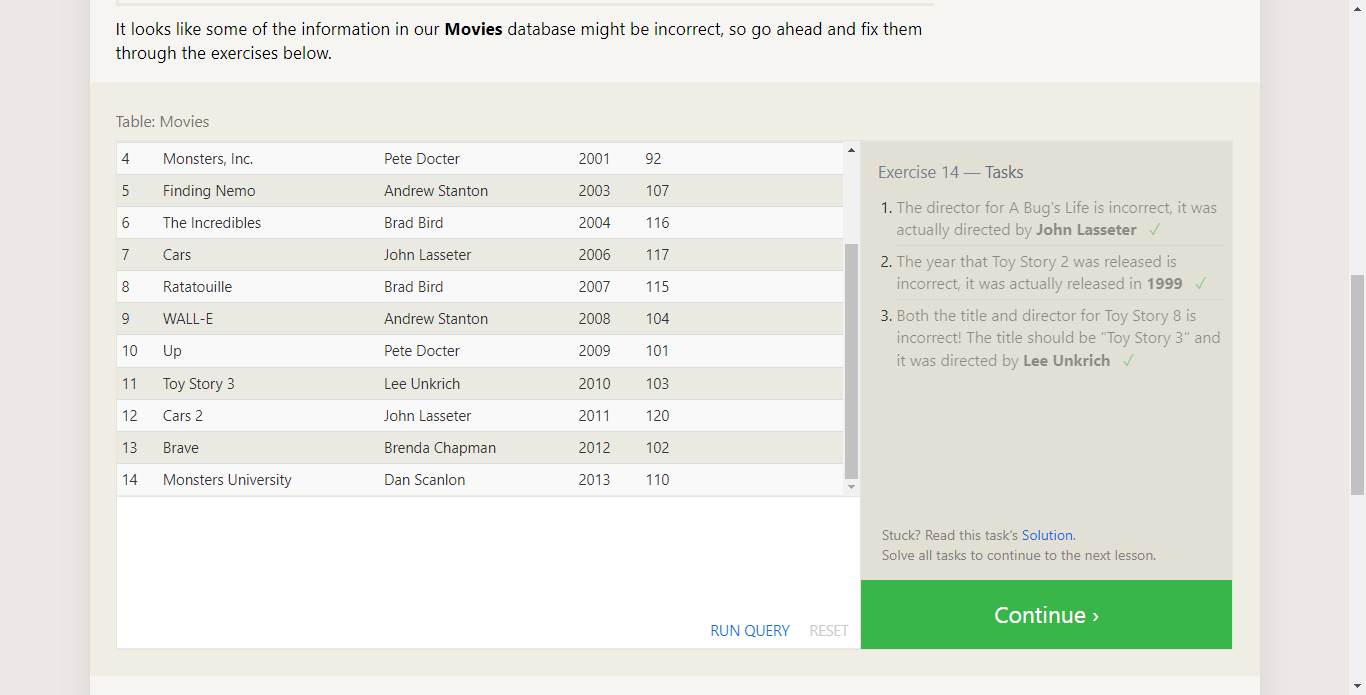 It looks like some of the information in our Movies database might be incorrect, so go ahead and fix them
through the exercises below.
Table: Movies
4 Monsters, Inc. Pete Docter 2001 92
5 Finding Nemo Andrew Stanton 2003 107
6 The Incredibles Brad Bird 2004 116
7 Cars John Lasseter 2006 117
8 Ratatouille Brad Bird 2007 115
9 WALL-E Andrew Stanton 2008 104
10 Up Pete Docter 2009 101
11 Toy Story 3 Lee Unkrich 2010 103
12 Cars 2 John Lasseter 2011 120
13 Brave Brenda Chapman 2012 102
14 Monsters University Dan Scanlon 2013 110
RUN QUERY RESET
Exercise 14 — Tasks
1. The director for A Bug's Life is incorrect, it was
actually directed by John Lasseter ✓
2. The year that Toy Story 2 was released is
incorrect, it was actually released in 1999 ✓
3. Both the title and director for Toy Story 8 is
incorrect! The title should be "Toy Story 3" and
it was directed by Lee Unkrich ✓
Stuck? Read this task's Solution.
Solve all tasks to continue to the next lesson.
Continue ›